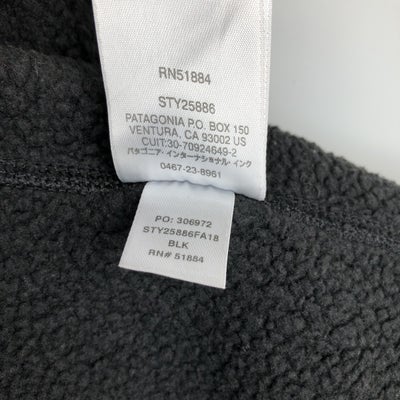 RN51884
STY25886
PATAGONIA P.O. BOX 150
VENTURA, CA 93002 US
CUIT:30-70924649-2
パタゴニア・インターナショナル・インク
0467-23-8961
PO: 306972
STY25886FA18
BLK
RN# 51884